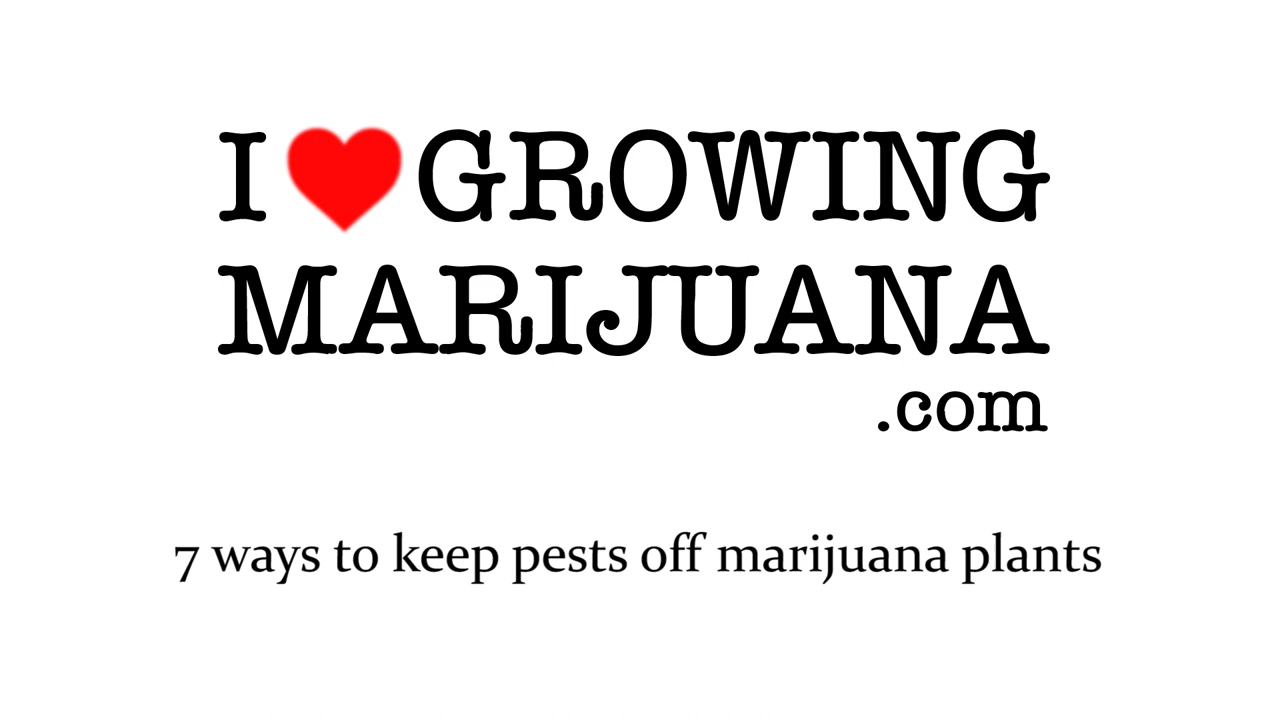 I ❤ GROWING
MARIJUANA
.com
7 ways to keep pests off marijuana plants